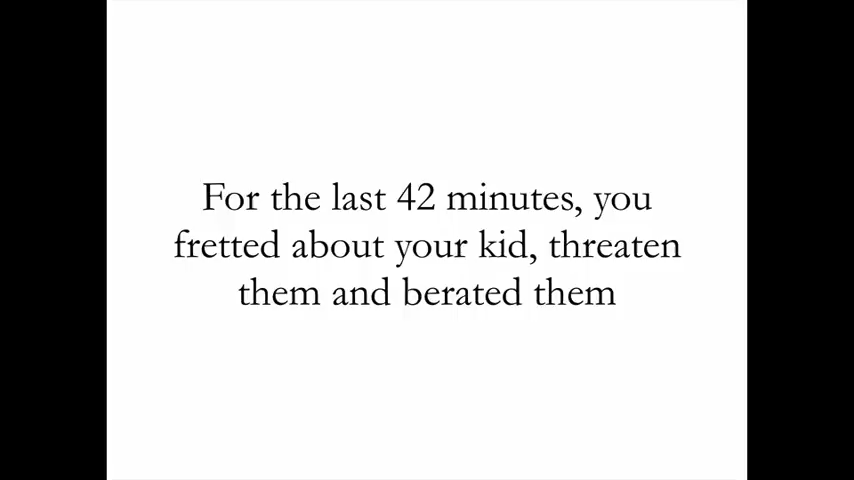 For the last 42 minutes, you
fretted about your kid, threaten
them and berated them